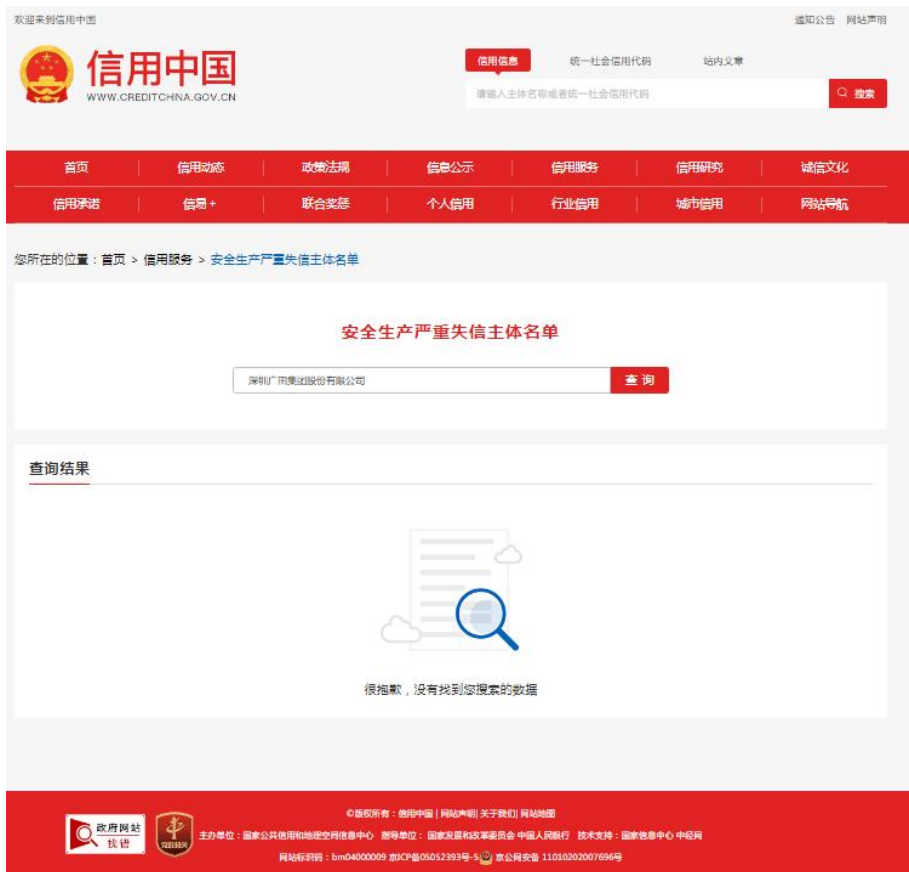 欢迎来到信用中国
通知公告 网站声明
信用中国
WWW.CREDITCHINA.GOV.CN
信用信息 统一社会信用代码 站内文章
请输入主体名称或者统一社会信用代码 搜索
首页 信用动态 政策法规 信息公示 信用服务 信用研究 诚信文化
信用承诺 信易+ 联合奖惩 个人信用 行业信用 城市信用 网站导航
您所在的位置：首页 > 信用服务 > 安全生产严重失信主体名单
安全生产严重失信主体名单
深圳广田集团股份有限公司 查询
查询结果
很抱歉，没有找到您搜索的数据
©版权所有：信用中国 | 网站声明| 关于我们| 网站地图
政府网站
找错
党政机关
主办单位：国家公共信用和地理空间信息中心 指导单位：国家发展和改革委员会 中国人民银行 技术支持：国家信息中心 中经网
网站标识码：bm04000009 京ICP备05052393号-5 京公网安备 11010202007696号